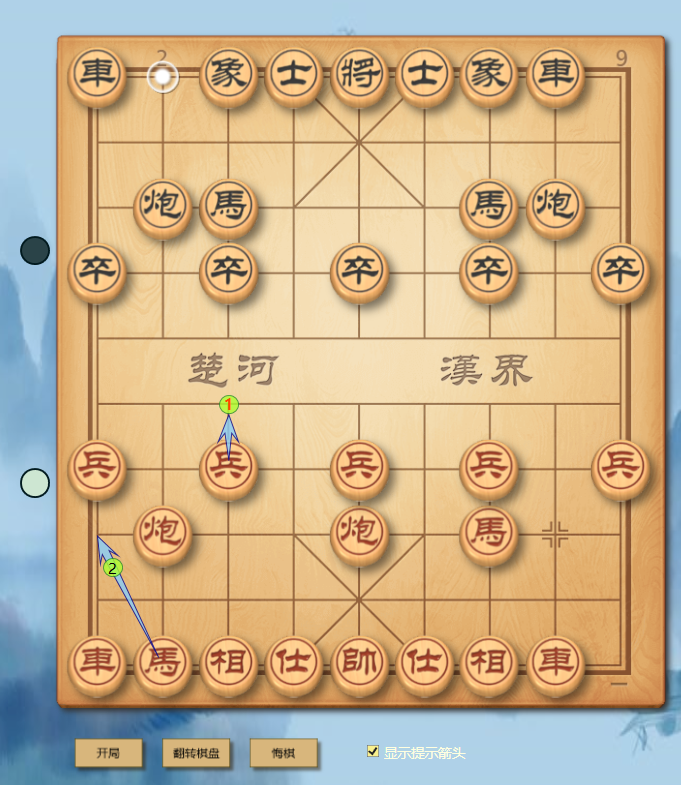 2 9
車 象 士 將 士 象 車
炮 馬 馬 炮
卒 卒 卒 卒 卒
楚河 漢界
1
兵 兵 兵 兵 兵
炮 炮 馬
2
車 馬 相 仕 帥 仕 相 車
一
开局 翻转棋盘 悔棋 显示提示箭头